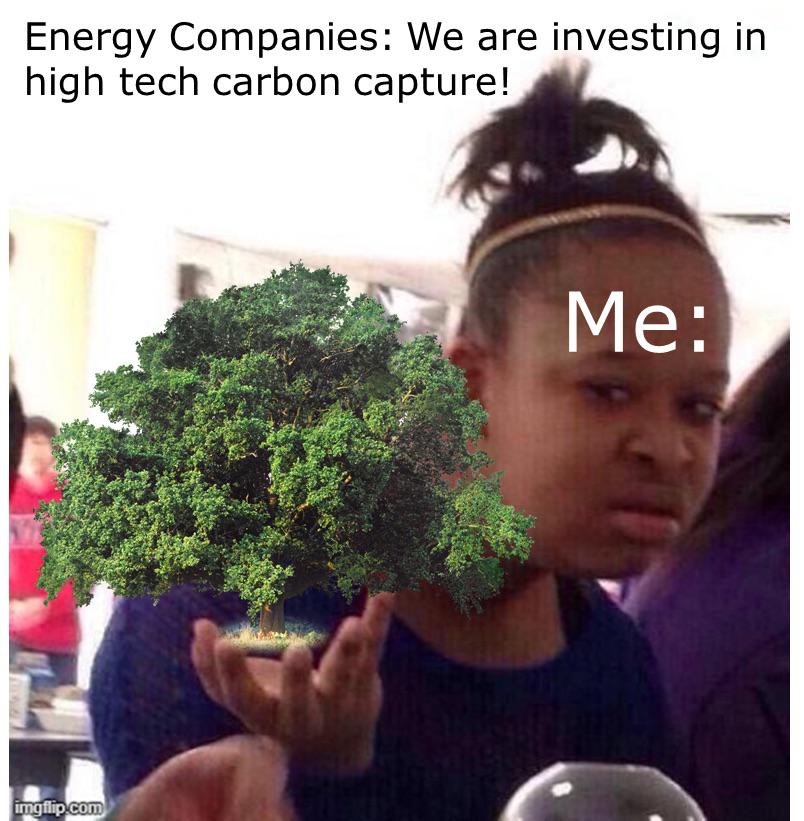 Energy Companies: We are investing in
high tech carbon capture!
Me:
imgflip.com